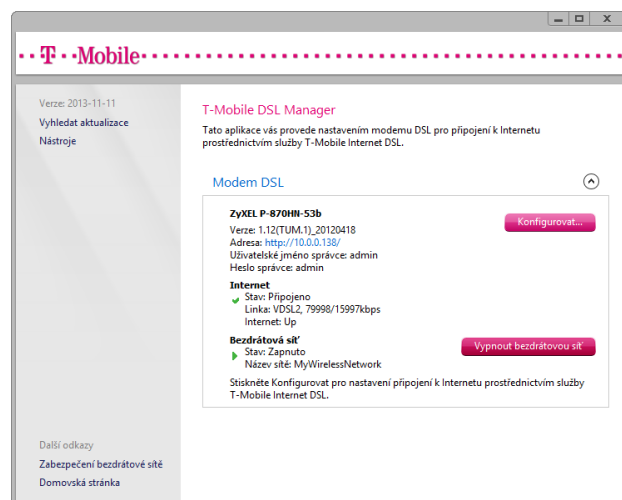 T Mobile
Verze: 2013-11-11
Vyhledat aktualizace
Nástroje
T-Mobile DSL Manager
Tato aplikace vás provede nastavením modemu DSL pro připojení k Internetu
prostřednictvím služby T-Mobile Internet DSL.
Modem DSL
ZyXEL P-870HN-53b
Konfigurovat...
Verze: 1.12(TUM.1)_20120418
Adresa: http://10.0.0.138/
Uživatelské jméno správce: admin
Heslo správce: admin
Internet
Stav: Připojeno
Linka: VDSL2, 79998/15997kbps
Internet: Up
Bezdrátová síť
Stav: Zapnuto
Vypnout bezdrátovou síť
Název sítě: MyWirelessNetwork
Stiskněte Konfigurovat pro nastavení připojení k Internetu prostřednictvím služby
T-Mobile Internet DSL.
Další odkazy
Zabezpečení bezdrátové sítě
Domovská stránka